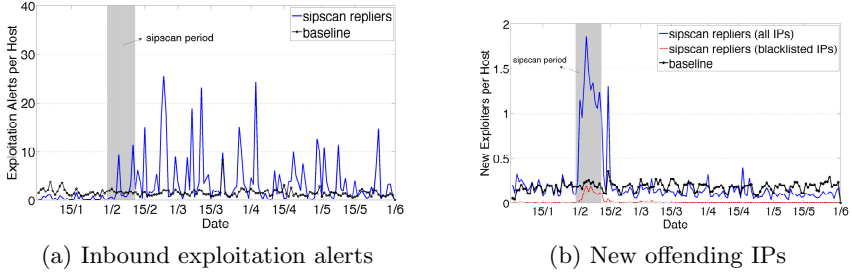 40
30
20
10
0
Exploitation Alerts per Host
sipscan repliers
baseline
sipscan period
15/1 1/2 15/2 1/3 15/3 1/4 15/4 1/5 15/5 1/6
Date
(a) Inbound exploitation alerts
2
1.5
1
0.5
0
New Exploiters per Host
sipscan repliers (all IPs)
sipscan repliers (blacklisted IPs)
baseline
sipscan period
15/1 1/2 15/2 1/3 15/3 1/4 15/4 1/5 15/5 1/6
Date
(b) New offending IPs